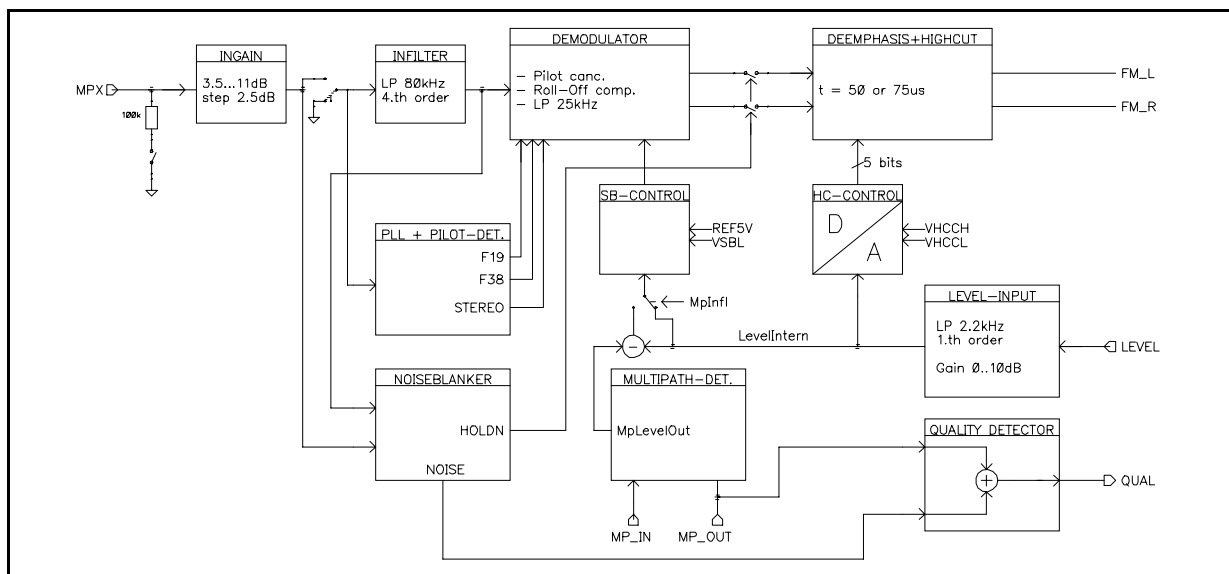 DEMODULATOR
DEEMPHASIS+HIGHCUT
INGAIN
INFILTER
3.5...11dB
step 2.5dB
LP 80kHz
4.th order
– Pilot canc.
– Roll-Off comp.
– LP 25kHz
t = 50 or 75us
FM_L
FM_R
MPX
100k
5 bits
SB-CONTROL
HC-CONTROL
D
A
REF5V
VSBL
VHCCH
VHCCL
PLL + PILOT-DET.
F19
F38
STEREO
MpInfl
LEVEL-INPUT
LP 2.2kHz
1.th order
Gain 0..10dB
LevelIntern
–
LEVEL
NOISEBLANKER
HOLDN
NOISE
MULTIPATH-DET.
MpLevelOut
QUALITY DETECTOR
+
QUAL
MP_IN
MP_OUT